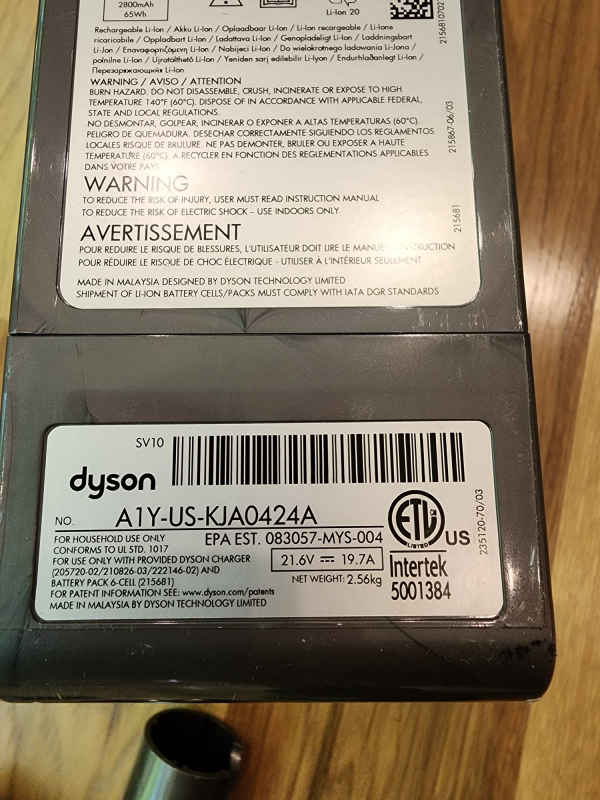 2800mAh
65Wh
Li-Ion 20
Rechargeable Li-Ion / Akku Li-Ion / Oplaadbaar Li-Ion / Li-Ion recargable / Li-Ione
ricaricabile / Oppladbart Li-Ion / Ladattava Li-Ion / Genopladeligt Li-Ion / Laddningsbart
Li-Ion / Επαναφορτιζόμενη Li-Ion / Nabijeci Li-Ion / Do wielokrotnego ladowania Li-Jona /
polnilne Li-Ion / Ujratölthetö Li-Ion / Yeniden sarj edilebilir Li-Iyon / Endurhlaðanlegt Li-Ion /
Перезаряжающийся Li-Ion
WARNING / AVISO / ATTENTION
BURN HAZARD. DO NOT DISASSEMBLE, CRUSH, INCINERATE OR EXPOSE TO HIGH
TEMPERATURE 140°F (60°C). DISPOSE OF IN ACCORDANCE WITH APPLICABLE FEDERAL,
STATE AND LOCAL REGULATIONS.
NO DESMONTAR, GOLPEAR, INCINERAR O EXPONER A ALTAS TEMPERATURAS (60°C).
PELIGRO DE QUEMADURA. DESECHAR CORRECTAMENTE SIGUIENDO LOS REGLAMENTOS
LOCALES RISQUE DE BRULURE. NE PAS DEMONTER, BRULER OU EXPOSER A HAUTE
TEMPERATURE (60°C). A RECYCLER EN FONCTION DES REGLEMENTATIONS APPLICABLES
DANS VOTRE PAYS
WARNING
TO REDUCE THE RISK OF INJURY, USER MUST READ INSTRUCTION MANUAL
TO REDUCE THE RISK OF ELECTRIC SHOCK – USE INDOORS ONLY
AVERTISSEMENT
POUR RÉDUIRE LE RISQUE DE BLESSURES, L'UTILISATEUR DOIT LIRE LE MANUEL INSTRUCTION
POUR RÉDUIRE LE RISQUE DE CHOC ÉLECTRIQUE - UTILISER À L'INTÉRIEUR SEULEMENT
MADE IN MALAYSIA DESIGNED BY DYSON TECHNOLOGY LIMITED
SHIPMENT OF LI-ION BATTERY CELLS/PACKS MUST COMPLY WITH IATA DGR STANDARDS
2156810702
215867-06/03
215681
SV10
dyson
NO. A1Y-US-KJA0424A
FOR HOUSEHOLD USE ONLY
CONFORMS TO UL STD. 1017
FOR USE ONLY WITH PROVIDED DYSON CHARGER
(205720-02/210826-03/222146-02) AND
BATTERY PACK 6-CELL (215681)
FOR PATENT INFORMATION SEE: www.dyson.com/patents
MADE IN MALAYSIA BY DYSON TECHNOLOGY LIMITED
EPA EST. 083057-MYS-004
21.6V 19.7A
NET WEIGHT: 2.56kg
ETL
LISTED
US
Intertek
5001384
235120-70/03